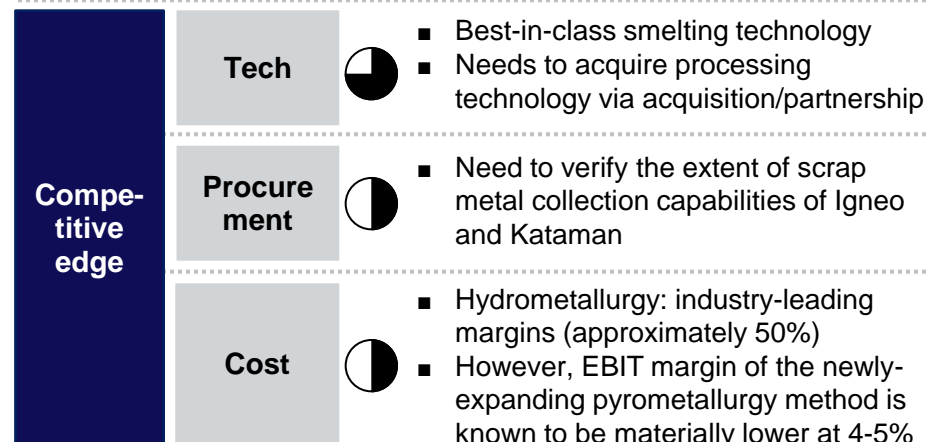 Compe-
titive
edge
Tech
■ Best-in-class smelting technology
■ Needs to acquire processing
technology via acquisition/partnership
Procure
ment
■ Need to verify the extent of scrap
metal collection capabilities of Igneo
and Kataman
Cost
■ Hydrometallurgy: industry-leading
margins (approximately 50%)
■ However, EBIT margin of the newly-
expanding pyrometallurgy method is
known to be materially lower at 4-5%